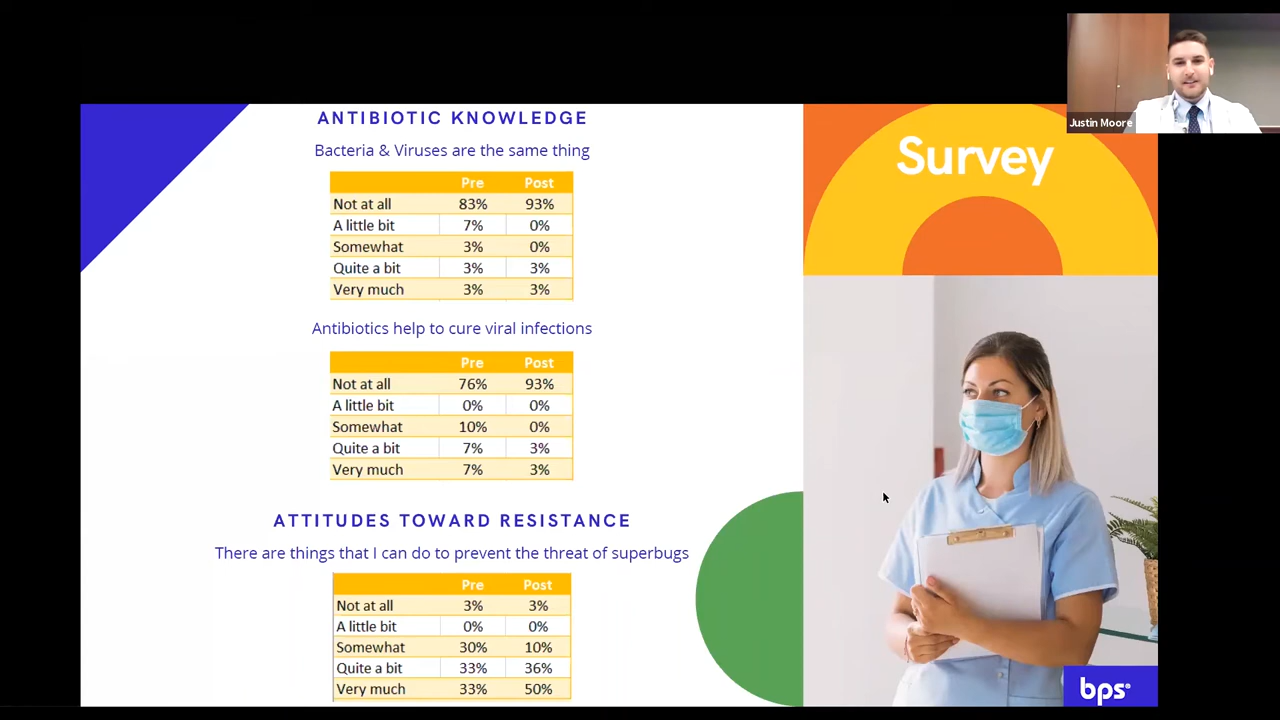 ANTIBIOTIC KNOWLEDGE
Bacteria & Viruses are the same thing
Pre Post
Not at all 83% 93%
A little bit 7% 0%
Somewhat 3% 0%
Quite a bit 3% 3%
Very much 3% 3%
Antibiotics help to cure viral infections
Pre Post
Not at all 76% 93%
A little bit 0% 0%
Somewhat 10% 0%
Quite a bit 7% 3%
Very much 7% 3%
ATTITUDES TOWARD RESISTANCE
There are things that I can do to prevent the threat of superbugs
Pre Post
Not at all 3% 3%
A little bit 0% 0%
Somewhat 30% 10%
Quite a bit 33% 36%
Very much 33% 50%
Survey
Justin Moore
bps